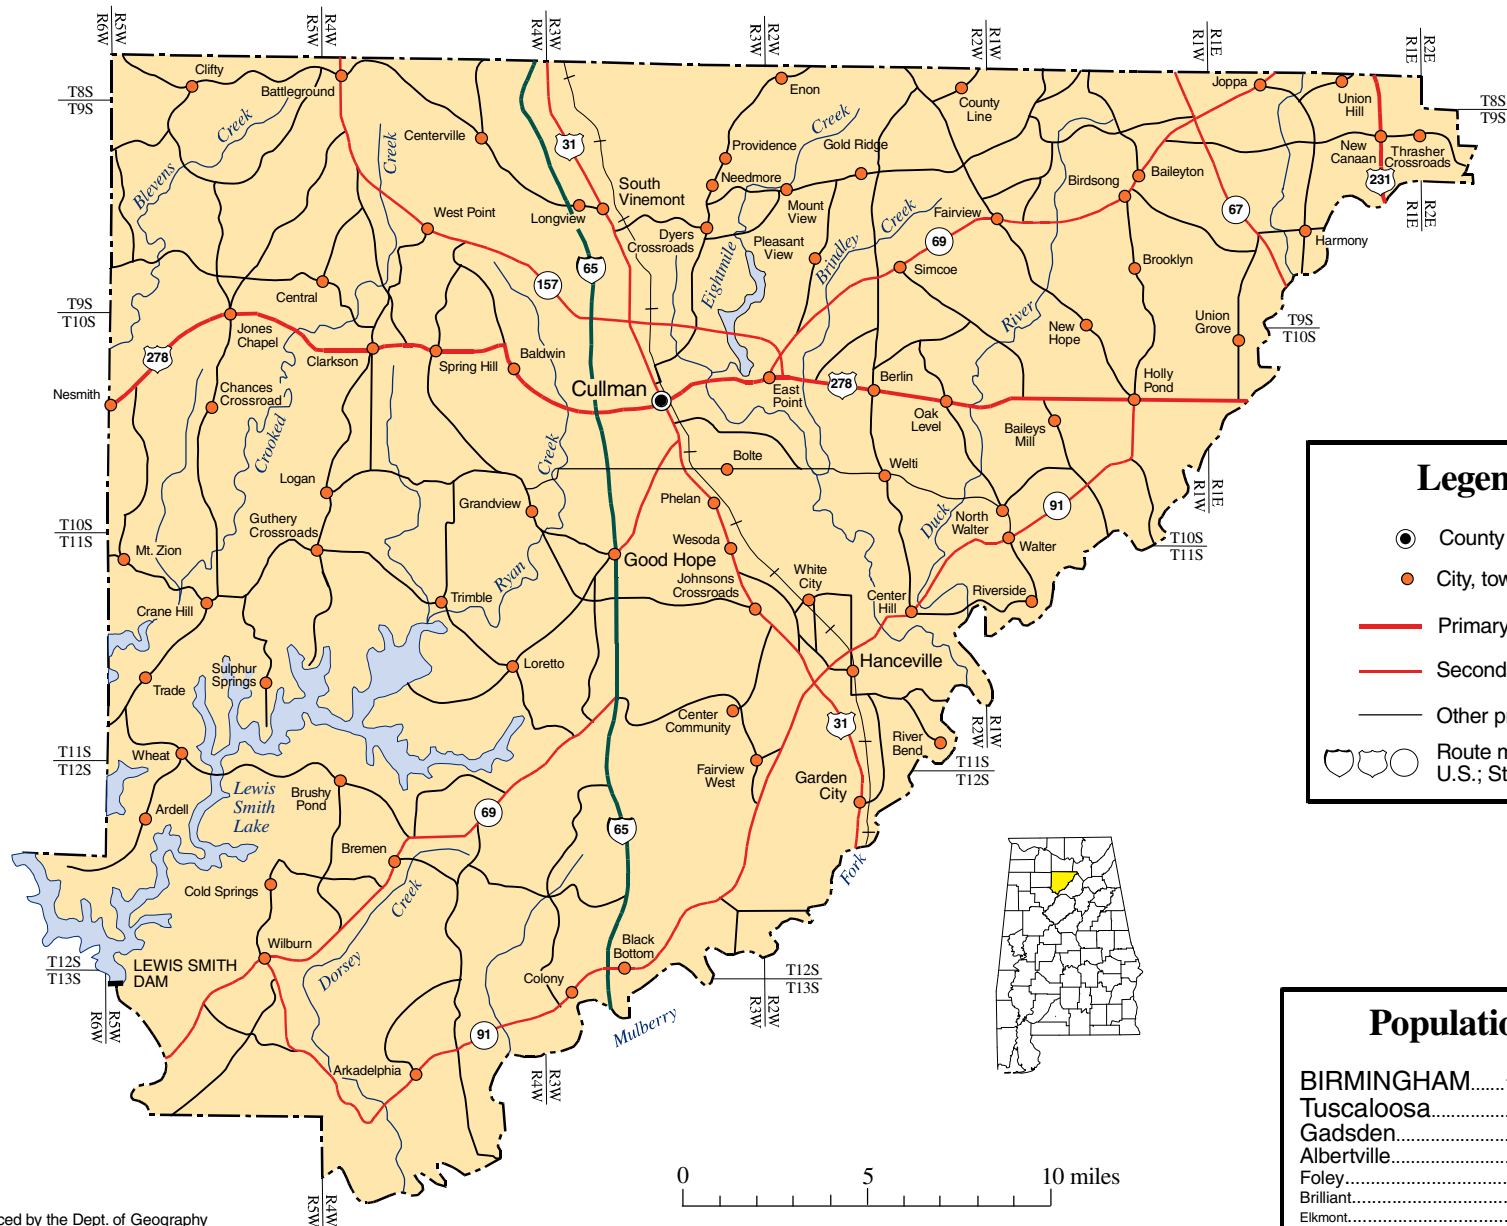 R6W
R5W
R5W
R4W
R4W
R3W
R3W
R2W
R2W
R1W
R1W
R1E
R1E
R2E
T8S
T9S
T8S
T9S
Clifty
Battleground
Creek
Blevens
Creek
Centerville
31
Enon
County
Line
Joppa
Union
Hill
New
Canaan
Thrasher
Crossroads
231
Creek
Providence
Gold Ridge
Needmore
Mount
View
South
Vinemont
Longview
West Point
Dyers
Crossroads
Pleasant
View
Creek
Brindley
Eightmile
Fairview
69
Birdsong
Baileyton
67
R1E
R2E
Harmony
Simcoe
Brooklyn
65
157
Central
T9S
T10S
Jones
Chapel
278
Clarkson
Spring Hill
Baldwin
River
New
Hope
Union
Grove
T9S
T10S
Nesmith
Chances
Crossroad
Cullman
East
Point
278
Berlin
Oak
Level
Holly
Pond
Baileys
Mill
Crooked
Creek
Bolte
Welti
Logan
Grandview
Phelan
Duck
North
Walter
91
Walter
R1W
R1E
T10S
T11S
T10S
T11S
Guthery
Crossroads
Mt. Zion
Good Hope
Wesoda
Johnsons
Crossroads
White
City
Center
Hill
Riverside
Ryan
Trimble
Crane Hill
Loretto
Hanceville
Sulphur
Springs
Trade
Center
Community
31
River
Bend
R2W
R1W
T11S
T12S
T11S
T12S
Wheat
Fairview
West
Garden
City
Brushy
Pond
Lewis
Smith
Lake
Ardell
69
65
Bremen
Fork
Cold Springs
Creek
Wilburn
Black
Bottom
T12S
T13S
LEWIS SMITH
DAM
Dorsey
Colony
T12S
T13S
R6W
R5W
R3W
R2W
91
Mulberry
Arkadelphia
R4W
R3W
R5W
R4W
0 5 10 miles
Legen
County
City, tow
Primary
Second
Other p
Route m
U.S.; St
Populatio
BIRMINGHAM......
Tuscaloosa..................
Gadsden.......................
Albertville........................
Foley................................
Brilliant..............................
Elkmont..............................
ced by the Dept. of Geography